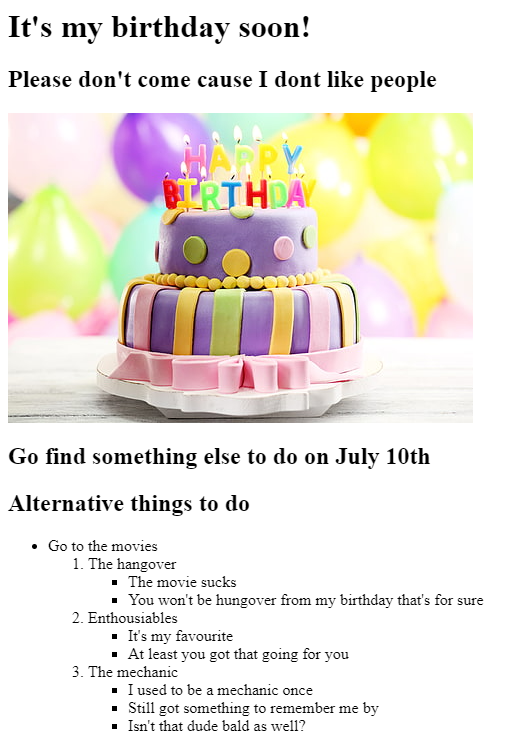 It's my birthday soon!
Please don't come cause I dont like people
HAPPY
BIRTHDAY
Go find something else to do on July 10th
Alternative things to do
• Go to the movies
1. The hangover
▪ The movie sucks
▪ You won't be hungover from my birthday that's for sure
2. Enthousiables
▪ It's my favourite
▪ At least you got that going for you
3. The mechanic
▪ I used to be a mechanic once
▪ Still got something to remember me by
▪ Isn't that dude bald as well?